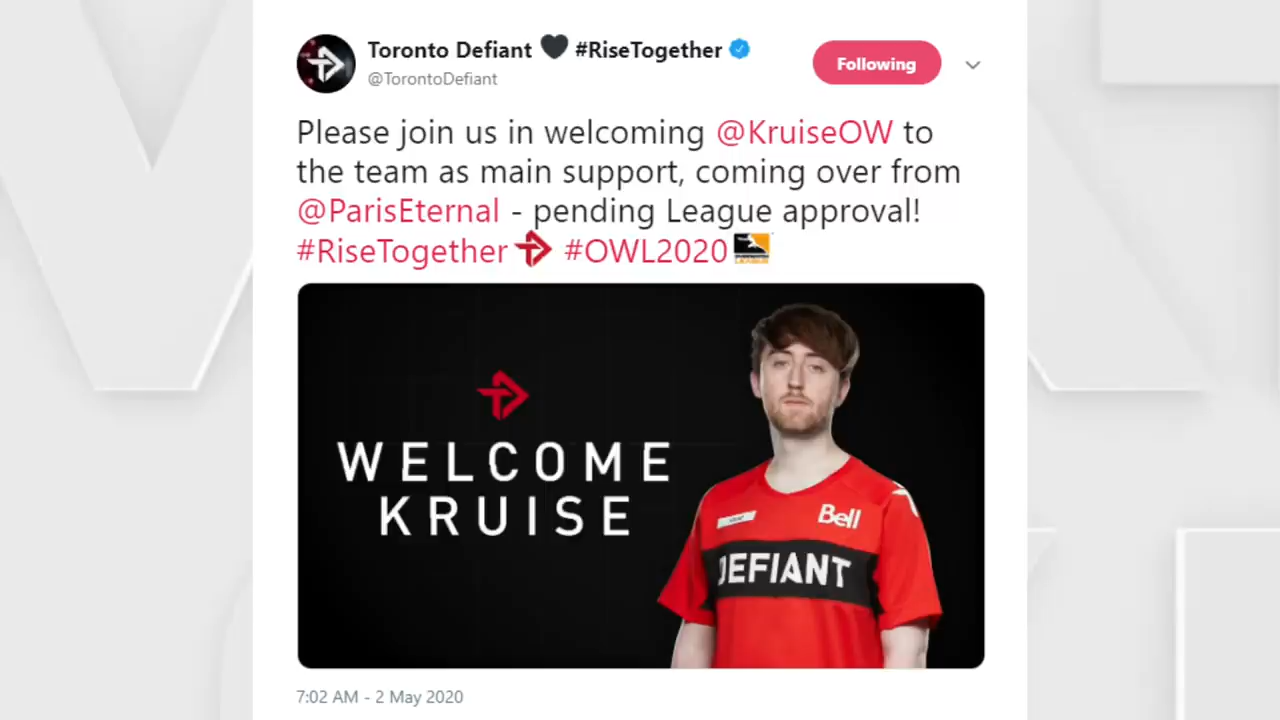 Toronto Defiant 🖤 #RiseTogether
@TorontoDefiant
Following
Please join us in welcoming @KruiseOW to
the team as main support, coming over from
@ParisEternal - pending League approval!
#RiseTogether #OWL2020
WELCOME
KRUISE
Bell
DEFIANT
7:02 AM - 2 May 2020